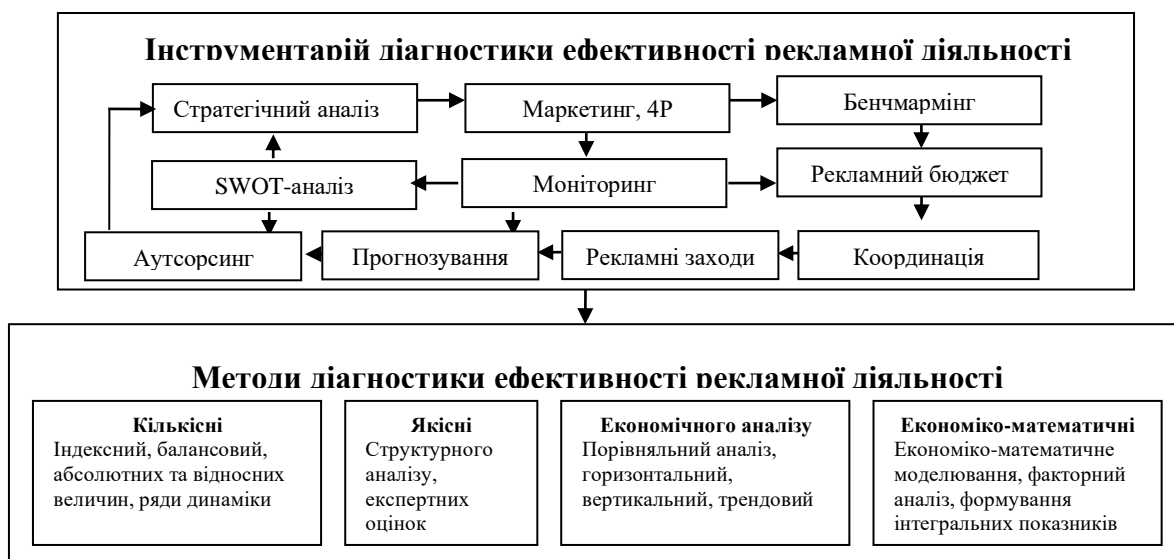 Інструментарій діагностики ефективності рекламної діяльності
Стратегічний аналіз
Маркетинг, 4Р
Бенчмармінг
SWOT-аналіз
Моніторинг
Рекламний бюджет
Аутсорсинг
Прогнозування
Рекламні заходи
Координація
Методи діагностики ефективності рекламної діяльності
Кількісні
Індексний, балансовий,
абсолютних та відносних
величин, ряди динаміки
Якісні
Структурного
аналізу,
експертних
оцінок
Економічного аналізу
Порівняльний аналіз,
горизонтальний,
вертикальний, трендовий
Економіко-математичні
Економіко-математичне
моделювання, факторний
аналіз, формування
інтегральних показників